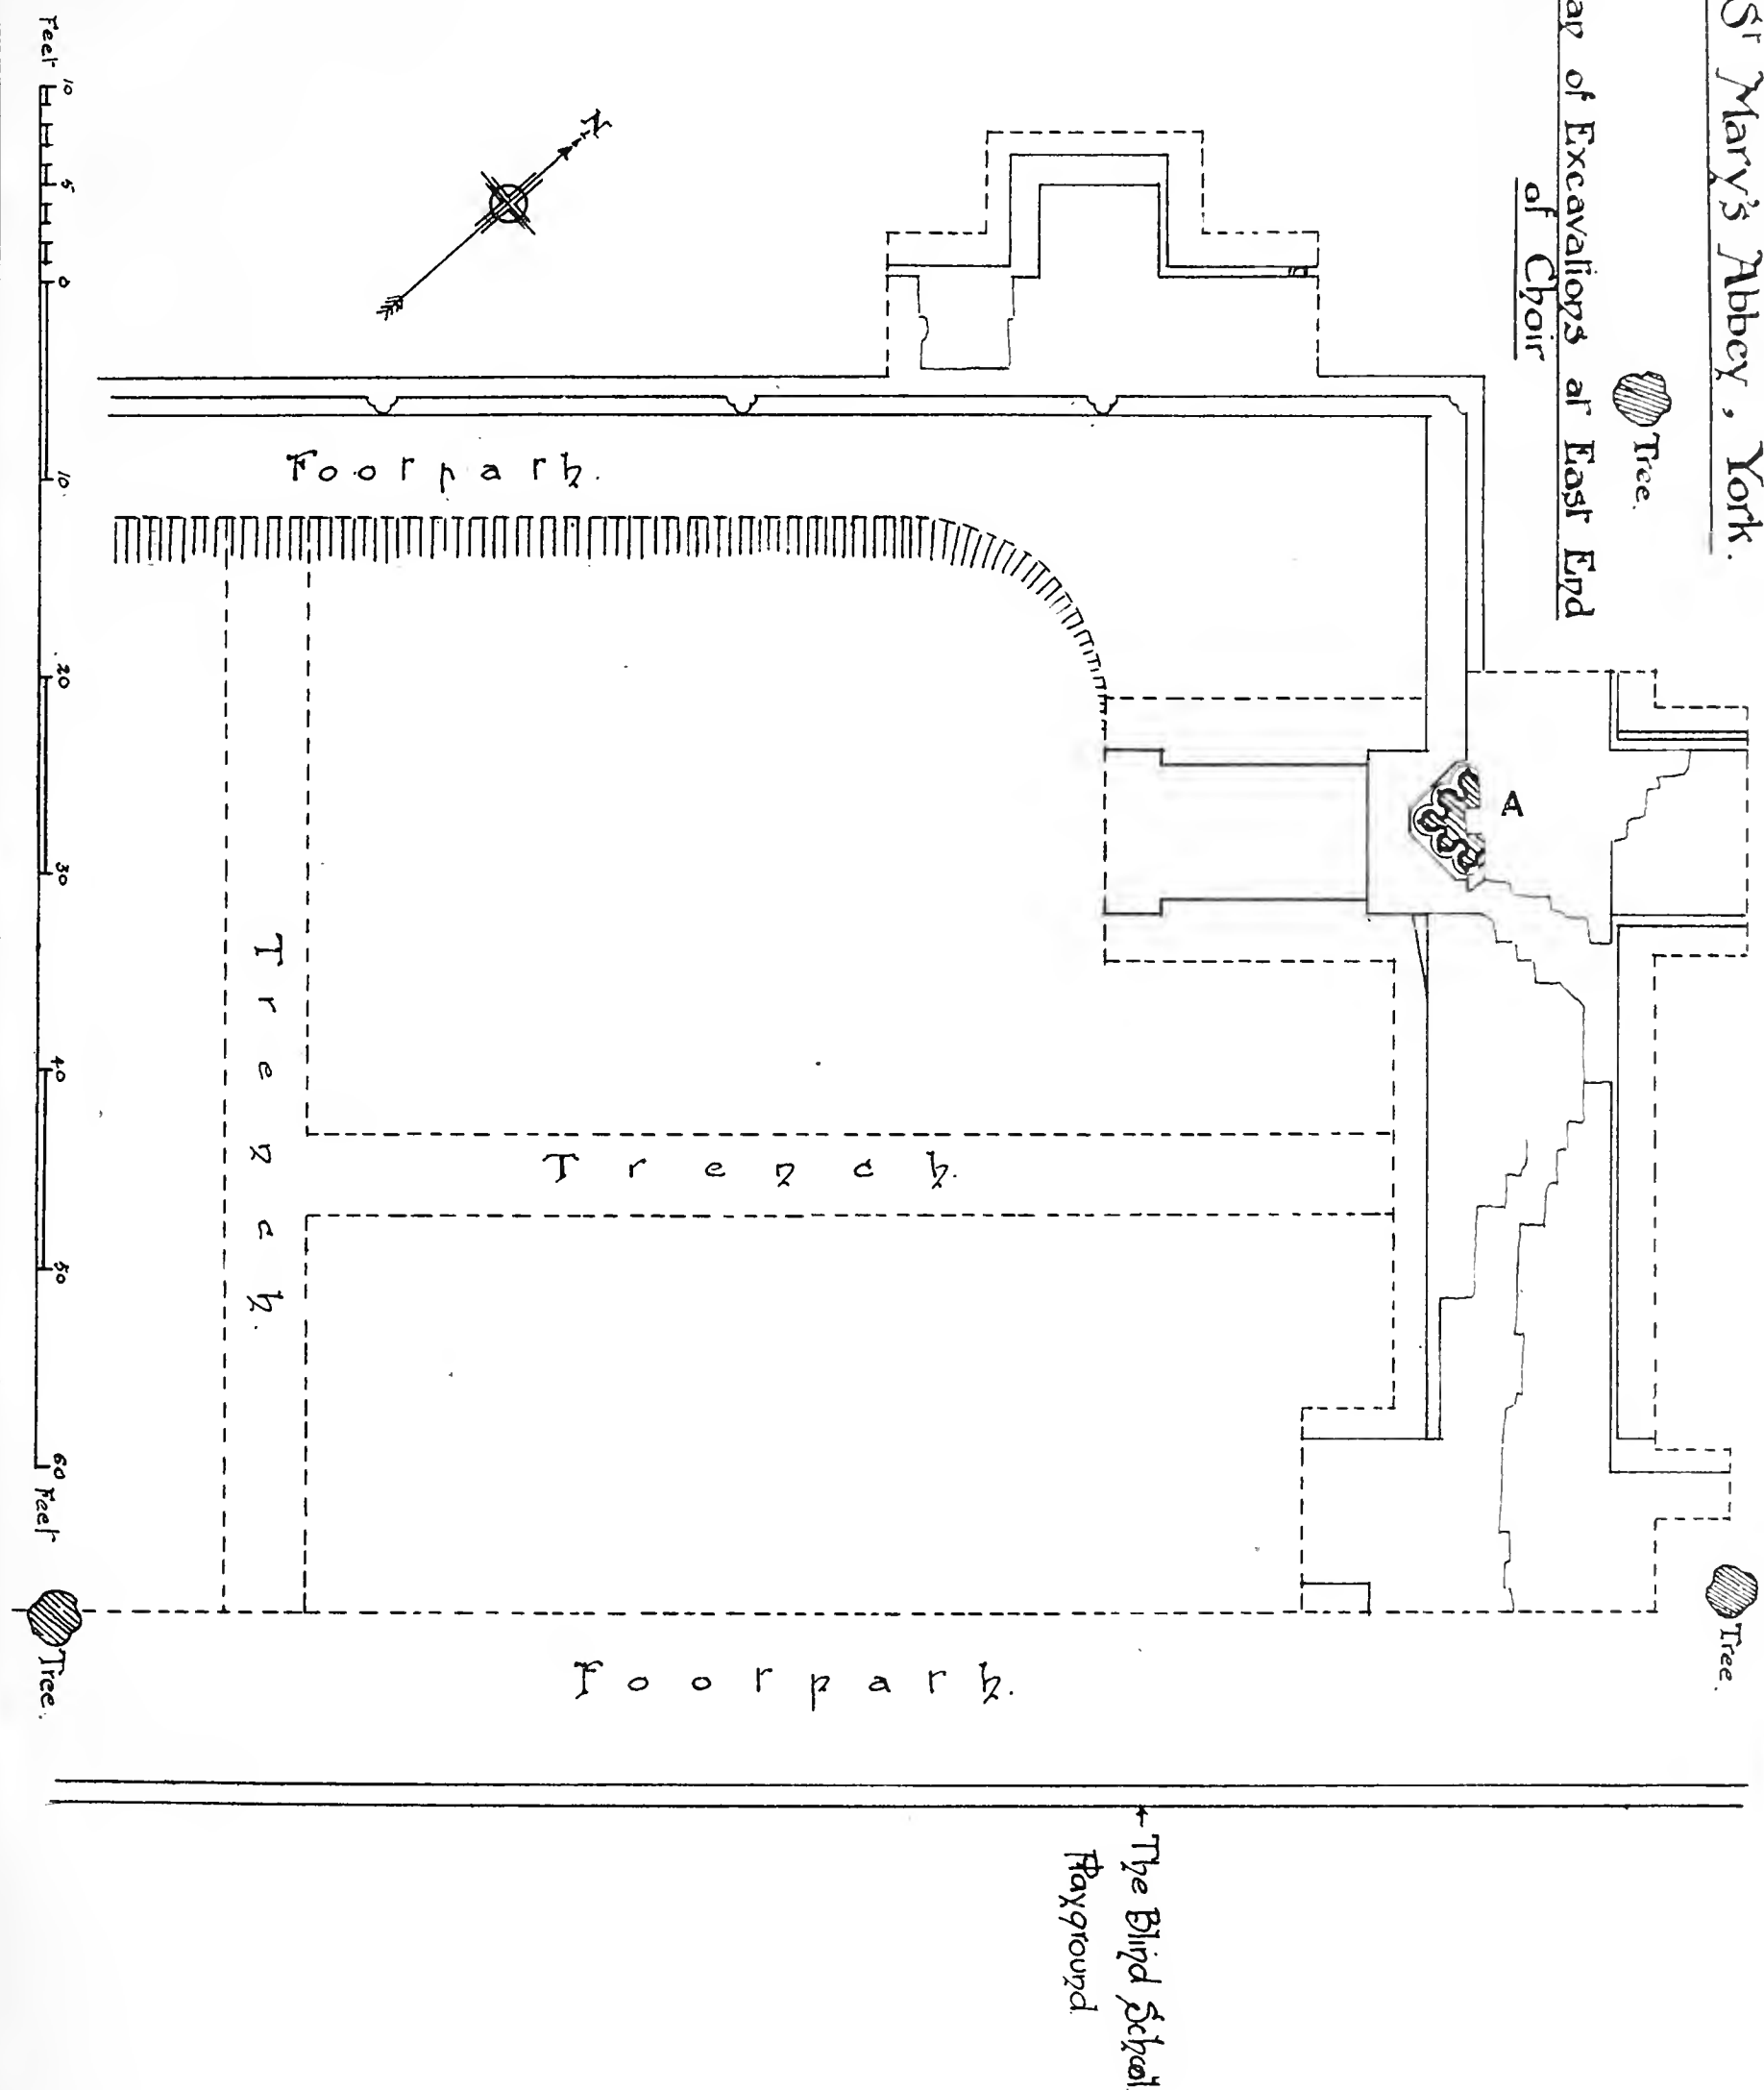 Sᵗ Mary's Abbey, York.
of Excavations at East End
of Choir
Tree.
N
Footpath.
A
Trench.
Trench.
Footpath.
Tree.
Tree.
← The Blind School
Playground
Feet 10 5 0 10 20 30 40 50 60 Feet